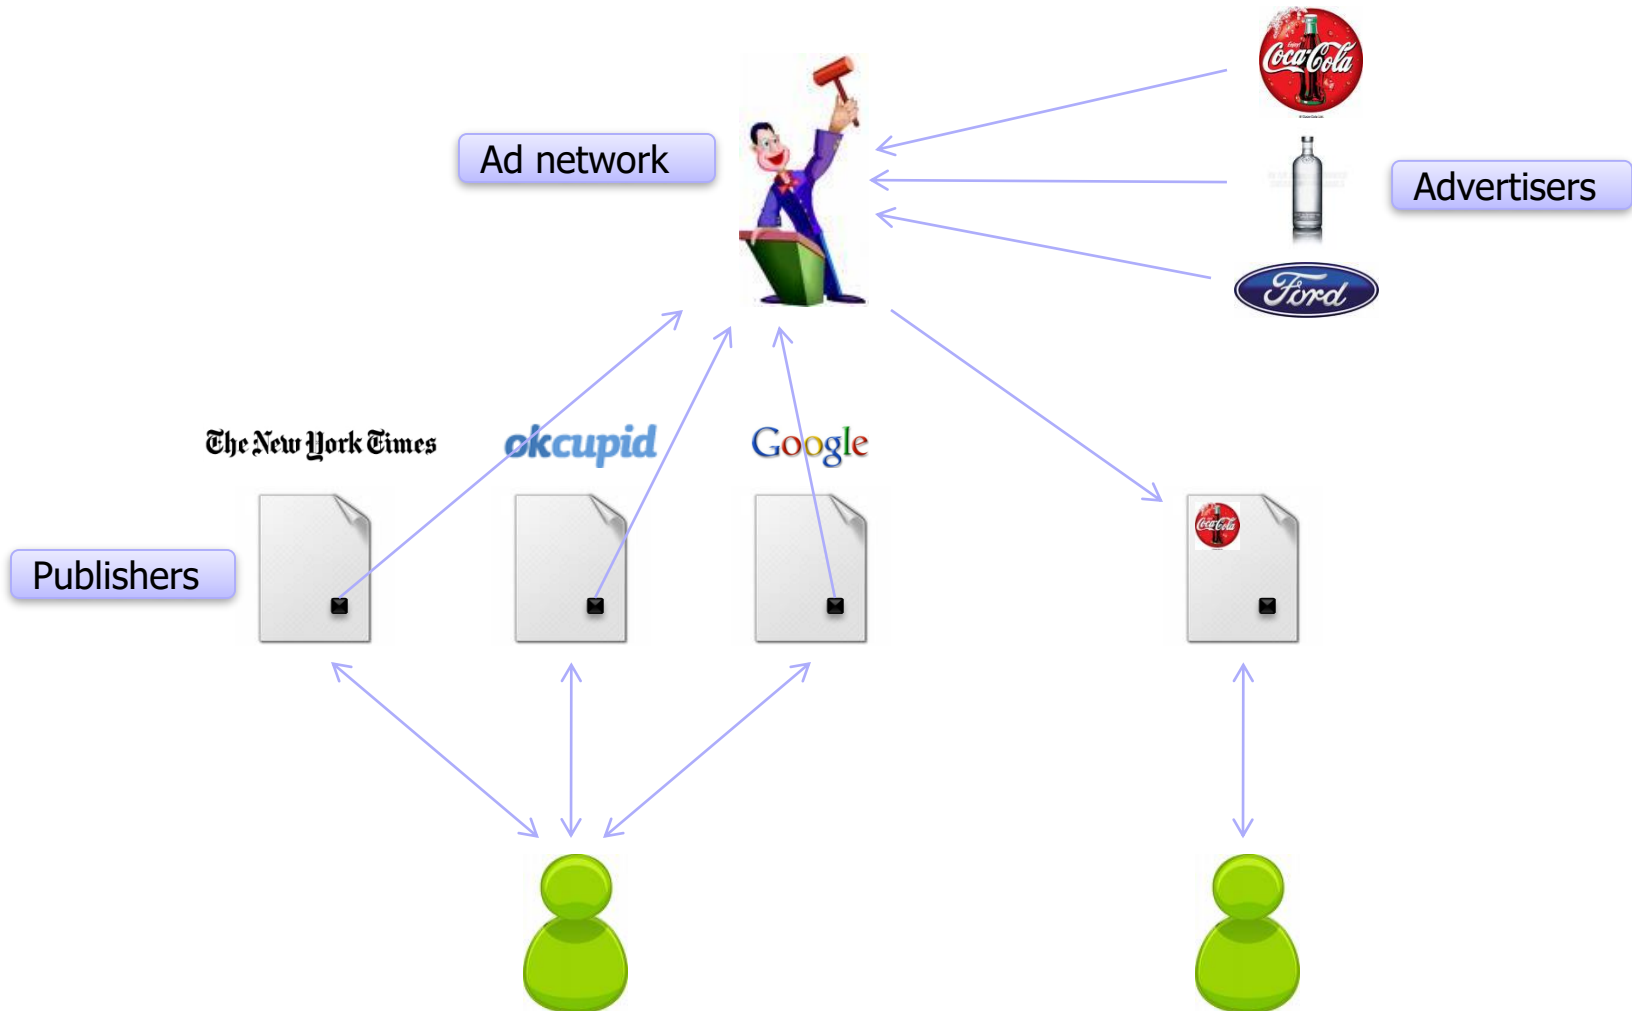 Coca-Cola
Ad network
Advertisers
Ford
The New York Times
okcupid
Google
Coca-Cola
Publishers